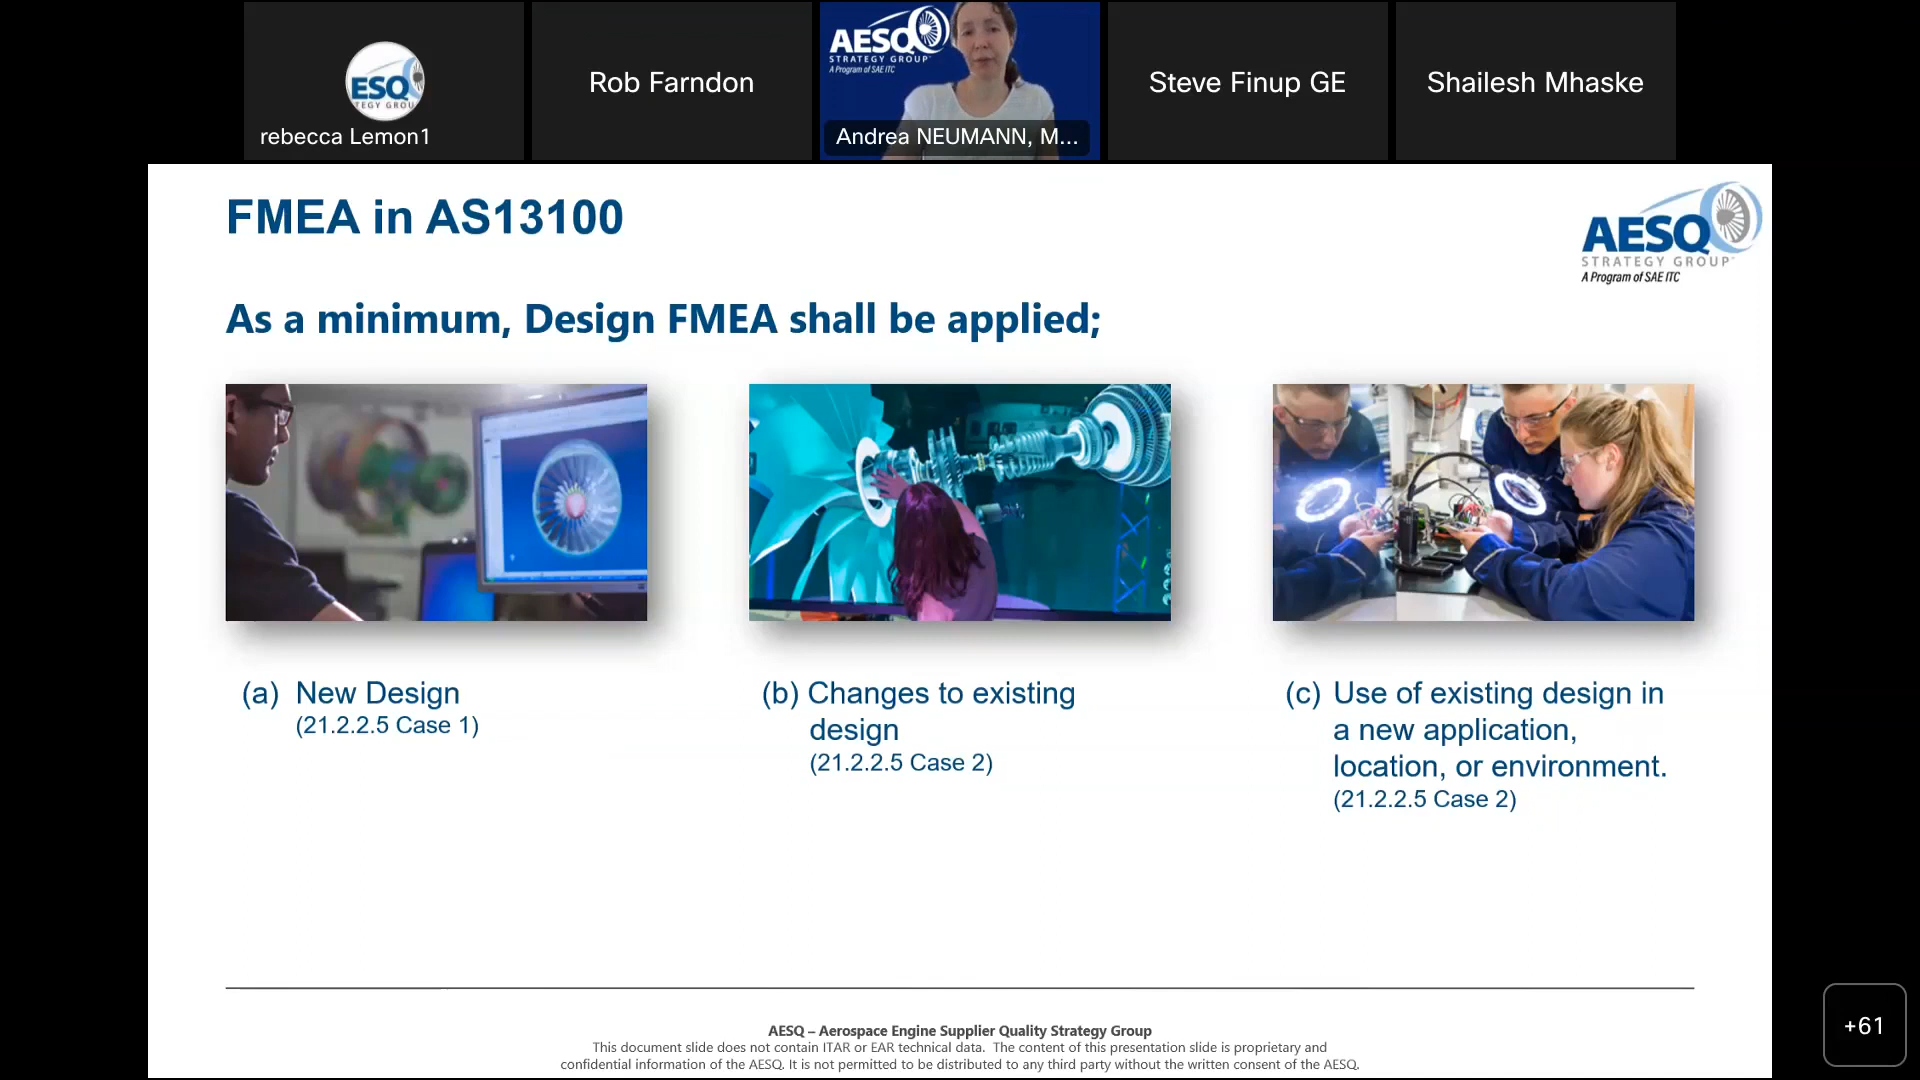 ESQ
TEGY GROU
rebecca Lemon1
Rob Farndon
AESQ
STRATEGY GROUP
A Program of SAE ITC
Andrea NEUMANN, M...
Steve Finup GE
Shailesh Mhaske
FMEA in AS13100
AESQ
STRATEGY GROUP
A Program of SAE ITC
As a minimum, Design FMEA shall be applied;
(a) New Design
(21.2.2.5 Case 1)
(b) Changes to existing
design
(21.2.2.5 Case 2)
(c) Use of existing design in
a new application,
location, or environment.
(21.2.2.5 Case 2)
AESQ – Aerospace Engine Supplier Quality Strategy Group
This document slide does not contain ITAR or EAR technical data. The content of this presentation slide is proprietary and
confidential information of the AESQ. It is not permitted to be distributed to any third party without the written consent of the AESQ.
+61